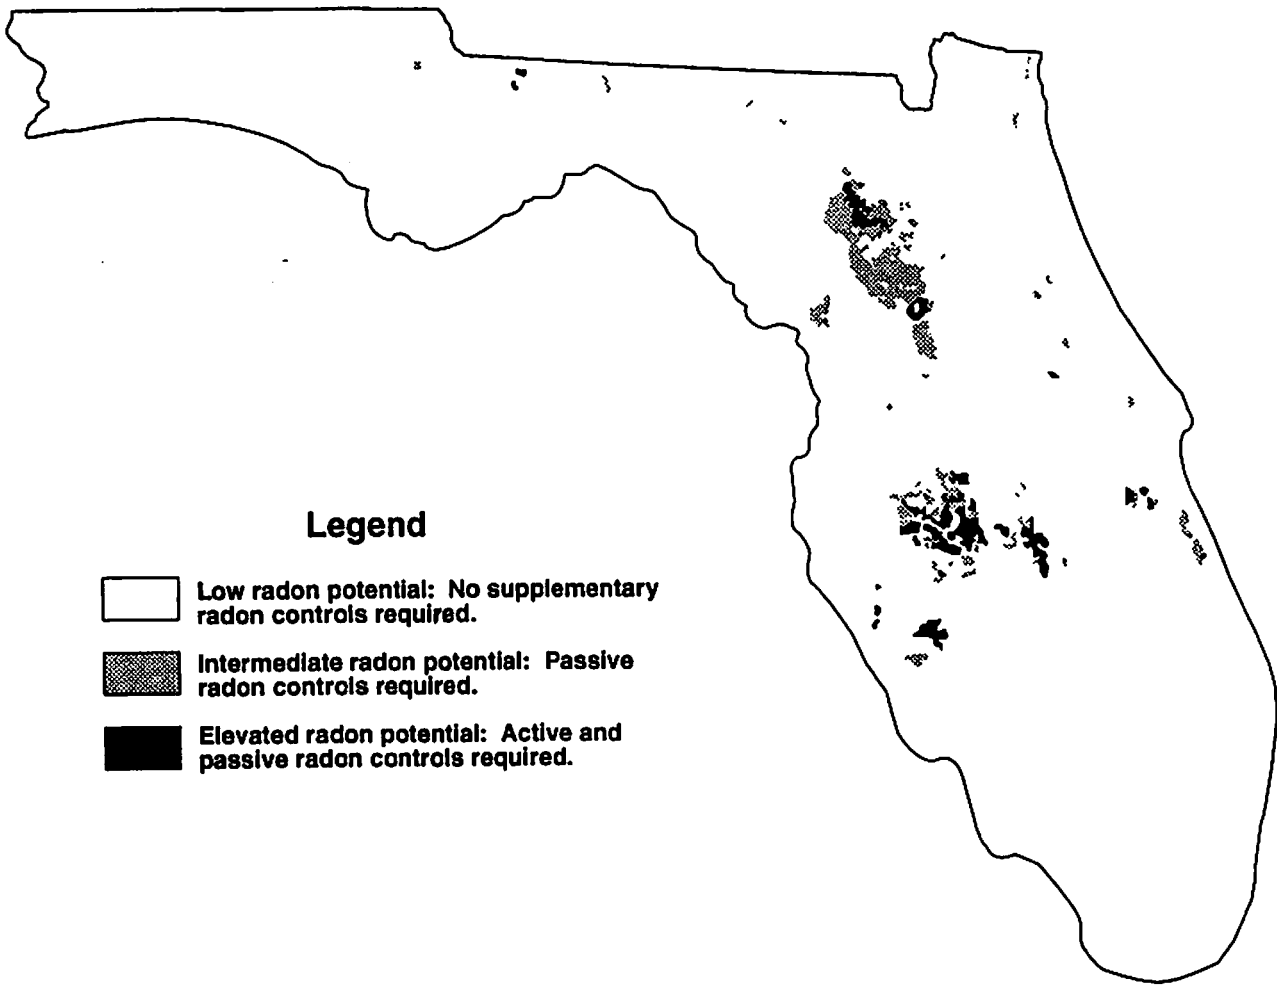 Legend
Low radon potential: No supplementary
radon controls required.
Intermediate radon potential: Passive
radon controls required.
Elevated radon potential: Active and
passive radon controls required.